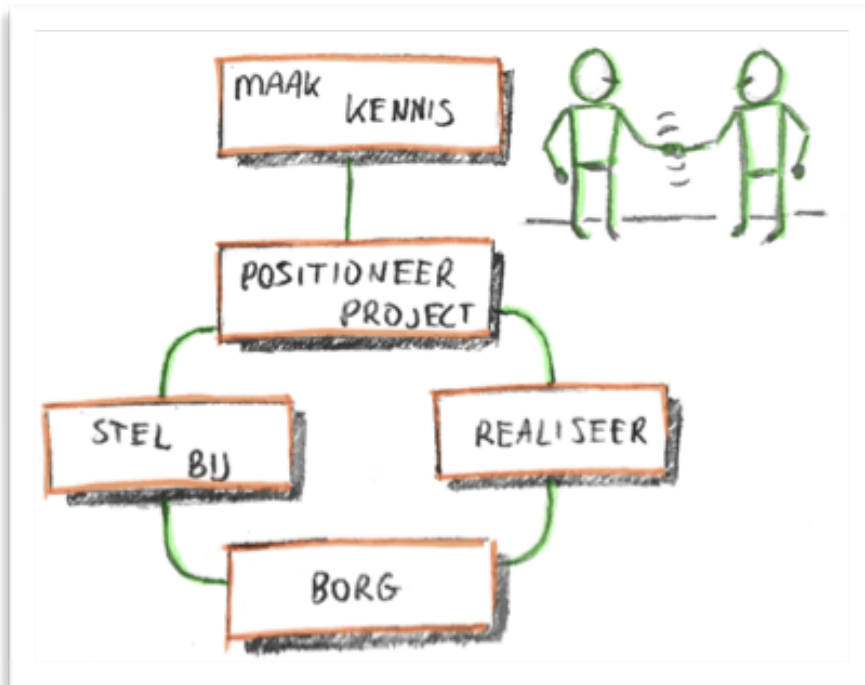 MAAK
KENNIS
POSITIONEER
PROJECT
STEL
BIJ
REALISEER
BORG